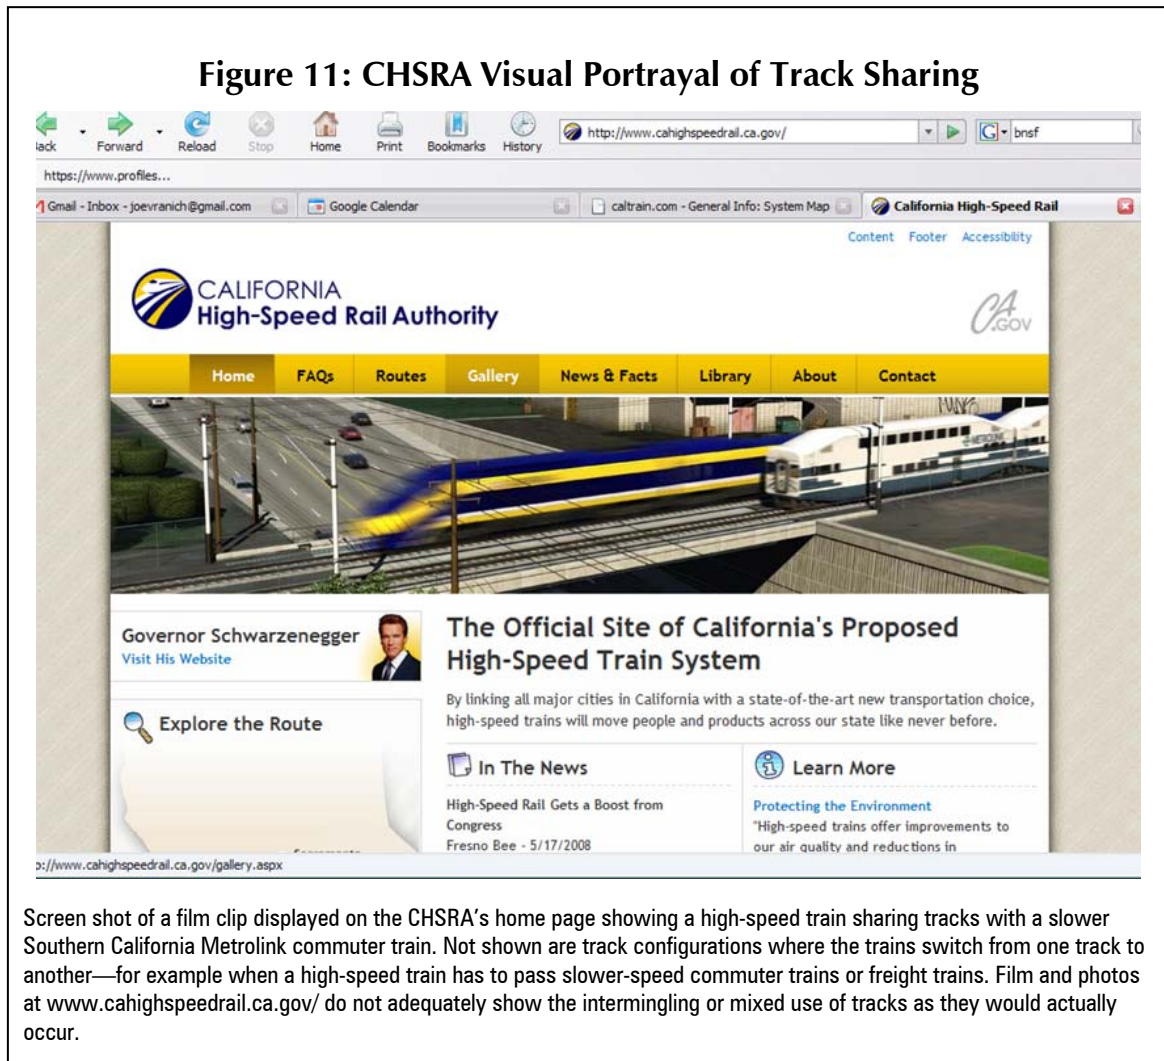 Figure 11: CHSRA Visual Portrayal of Track Sharing
Forward Reload Stop Home Print Bookmarks History http://www.cahighspeedrail.ca.gov/ G bnsf
https://www.profiles...
Gmail - Inbox - joevranich@gmail.com Google Calendar caltrain.com - General Info: System Map California High-Speed Rail
Content Footer Accessibility
CALIFORNIA
High-Speed Rail Authority
CA
.GOV
Home FAQs Routes Gallery News & Facts Library About Contact
METROLINK
Governor Schwarzenegger
Visit His Website
Explore the Route
The Official Site of California's Proposed
High-Speed Train System
By linking all major cities in California with a state-of-the-art new transportation choice,
high-speed trains will move people and products across our state like never before.
In The News
High-Speed Rail Gets a Boost from
Congress
Fresno Bee - 5/17/2008
Learn More
Protecting the Environment
"High-speed trains offer improvements to
our air quality and reductions in
p://www.cahighspeedrail.ca.gov/gallery.aspx
Screen shot of a film clip displayed on the CHSRA's home page showing a high-speed train sharing tracks with a slower
Southern California Metrolink commuter train. Not shown are track configurations where the trains switch from one track to
another—for example when a high-speed train has to pass slower-speed commuter trains or freight trains. Film and photos
at www.cahighspeedrail.ca.gov/ do not adequately show the intermingling or mixed use of tracks as they would actually
occur.